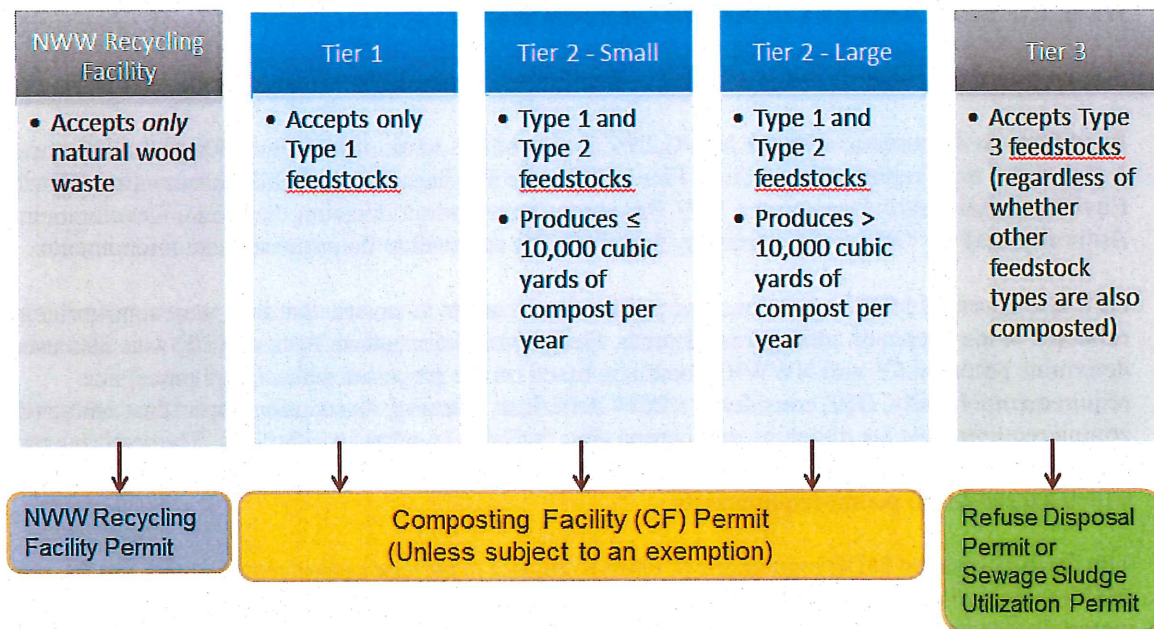 NWW Recycling
Facility
• Accepts only
natural wood
waste
Tier 1
• Accepts only
Type 1
feedstocks
Tier 2 - Small
• Type 1 and
Type 2
feedstocks
• Produces ≤
10,000 cubic
yards of
compost per
year
Tier 2 - Large
• Type 1 and
Type 2
feedstocks
• Produces >
10,000 cubic
yards of
compost per
year
Tier 3
• Accepts Type
3 feedstocks
(regardless of
whether
other
feedstock
types are also
composted)
NWW Recycling
Facility Permit
Composting Facility (CF) Permit
(Unless subject to an exemption)
Refuse Disposal
Permit or
Sewage Sludge
Utilization Permit